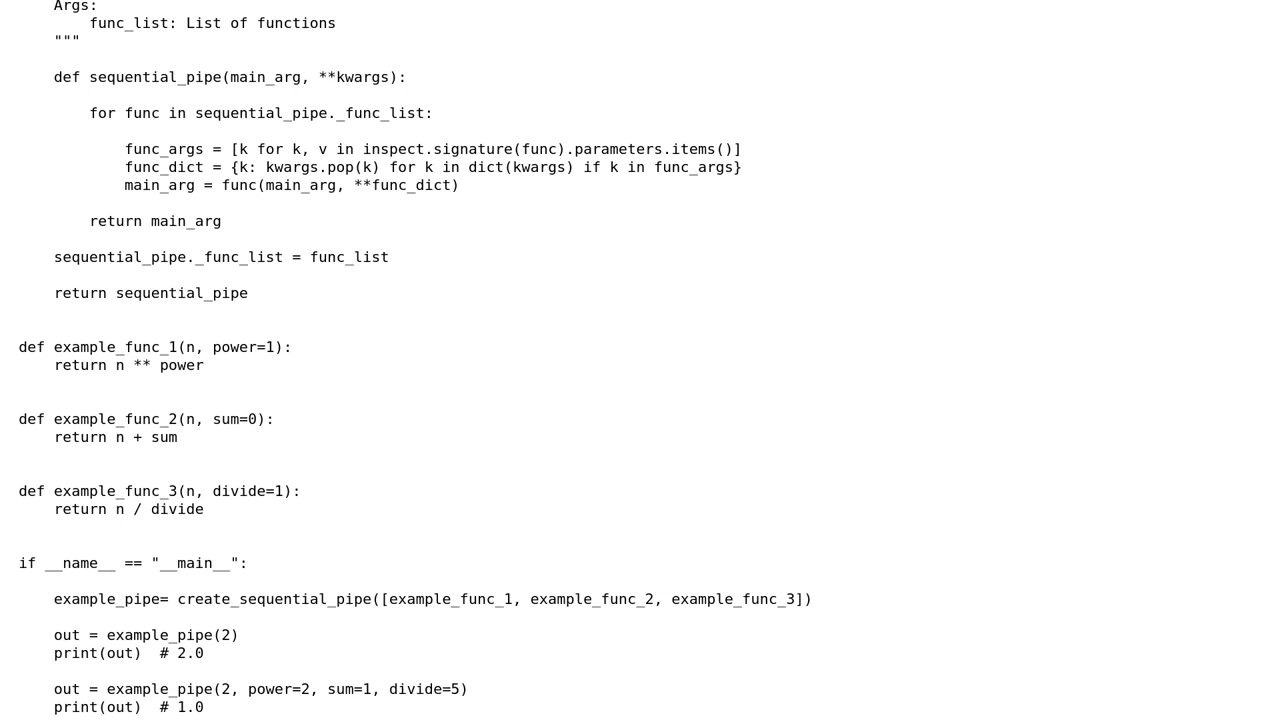 Args:
        func_list: List of functions
    """
    def sequential_pipe(main_arg, **kwargs):
        for func in sequential_pipe._func_list:
            func_args = [k for k, v in inspect.signature(func).parameters.items()]
            func_dict = {k: kwargs.pop(k) for k in dict(kwargs) if k in func_args}
            main_arg = func(main_arg, **func_dict)
        return main_arg
    sequential_pipe._func_list = func_list
    return sequential_pipe
def example_func_1(n, power=1):
    return n ** power
def example_func_2(n, sum=0):
    return n + sum
def example_func_3(n, divide=1):
    return n / divide
if __name__ == "__main__":
    example_pipe= create_sequential_pipe([example_func_1, example_func_2, example_func_3])
    out = example_pipe(2)
    print(out)  # 2.0
    out = example_pipe(2, power=2, sum=1, divide=5)
    print(out)  # 1.0